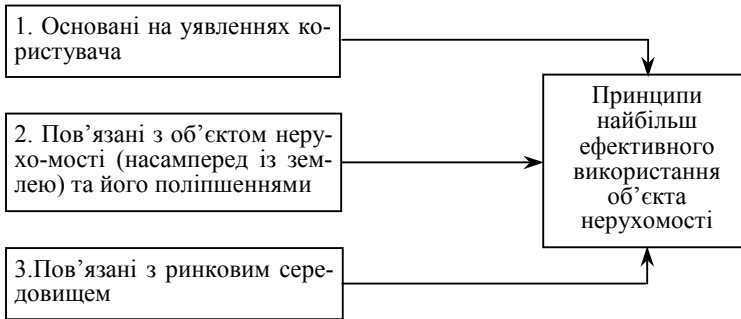 1. Основані на уявленнях ко-
ристувача
2. Пов’язані з об’єктом неру-
хо-мості (насамперед із зем-
лею) та його поліпшеннями
3.Пов’язані з ринковим сере-
довищем
Принципи
найбільш
ефективного
використання
об’єкта
нерухомості